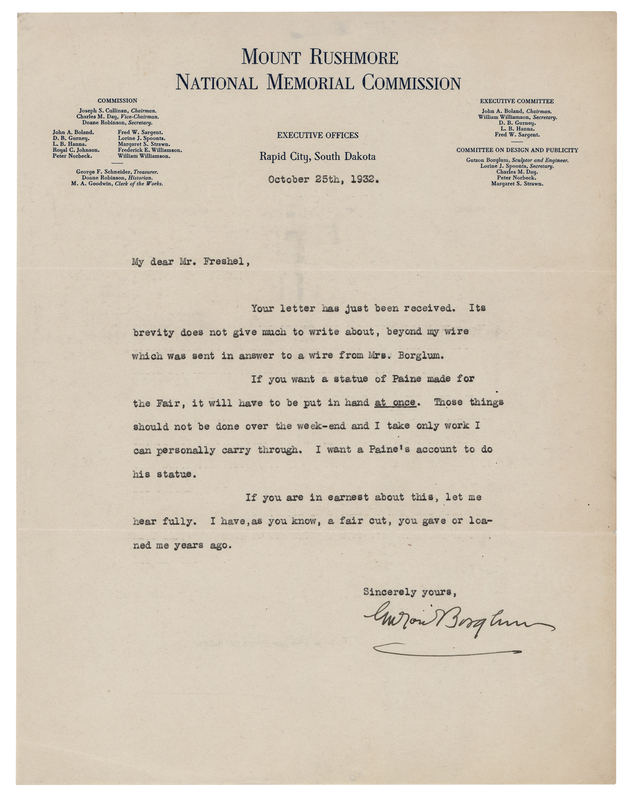 MOUNT RUSHMORE
NATIONAL MEMORIAL COMMISSION
COMMISSION
Joseph S. Cullinan, Chairman.
Charles M. Day, Vice-Chairman.
Doane Robinson, Secretary.
John A. Boland. Fred W. Sargent.
D. B. Gurney. Lorine J. Spoonts.
L. B. Hanna. Margaret S. Strawn.
Royal C. Johnson. Frederick E. Williamson.
Peter Norbeck. William Williamson.
George F. Schneider, Treasurer.
Doane Robinson, Historian.
M. A. Goodwin, Clerk of the Works.
EXECUTIVE OFFICES
Rapid City, South Dakota
October 25th, 1932.
EXECUTIVE COMMITTEE
John A. Boland, Chairman.
William Williamson, Secretary.
D. B. Gurney.
L. B. Hanna.
Fred W. Sargent.
COMMITTEE ON DESIGN AND PUBLICITY
Gutzon Borglum, Sculptor and Engineer.
Lorine J. Spoonts, Secretary.
Charles M. Day.
Peter Norbeck.
Margaret S. Strawn.
My dear Mr. Freshel,
Your letter has just been received. Its
brevity does not give much to write about, beyond my wire
which was sent in answer to a wire from Mrs. Borglum.
If you want a statue of Paine made for
the Fair, it will have to be put in hand at once. Those things
should not be done over the week-end and I take only work I
can personally carry through. I want a Paine's account to do
his statue.
If you are in earnest about this, let me
hear fully. I have,as you know, a fair cut, you gave or loa-
ned me years ago.
Sincerely yours,
Gutzon Borglum